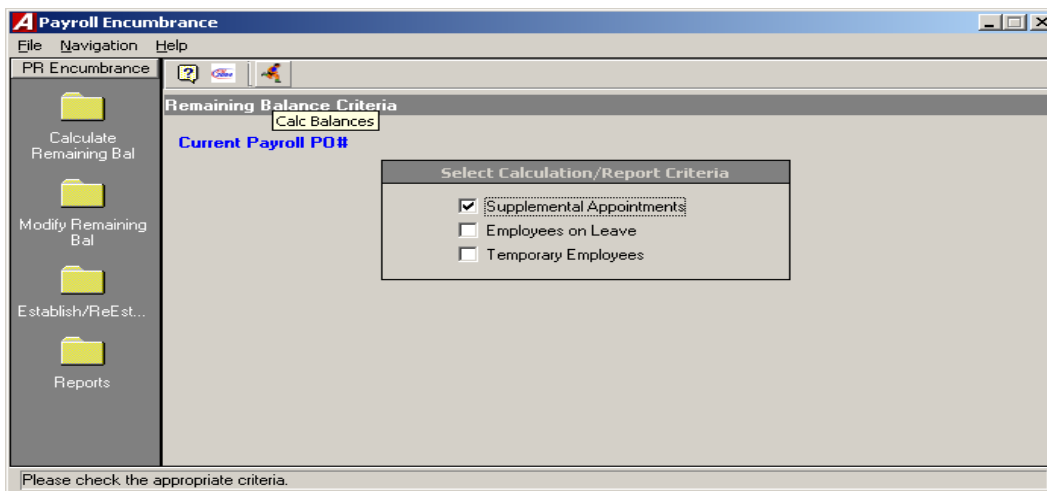 Payroll Encumbrance
File Navigation Help
PR Encumbrance
Remaining Balance Criteria
Calc Balances
Calculate
Remaining Bal
Current Payroll PO#
Select Calculation/Report Criteria
Supplemental Appointments
Employees on Leave
Temporary Employees
Modify Remaining
Bal
Establish/ReEst...
Reports
Please check the appropriate criteria.